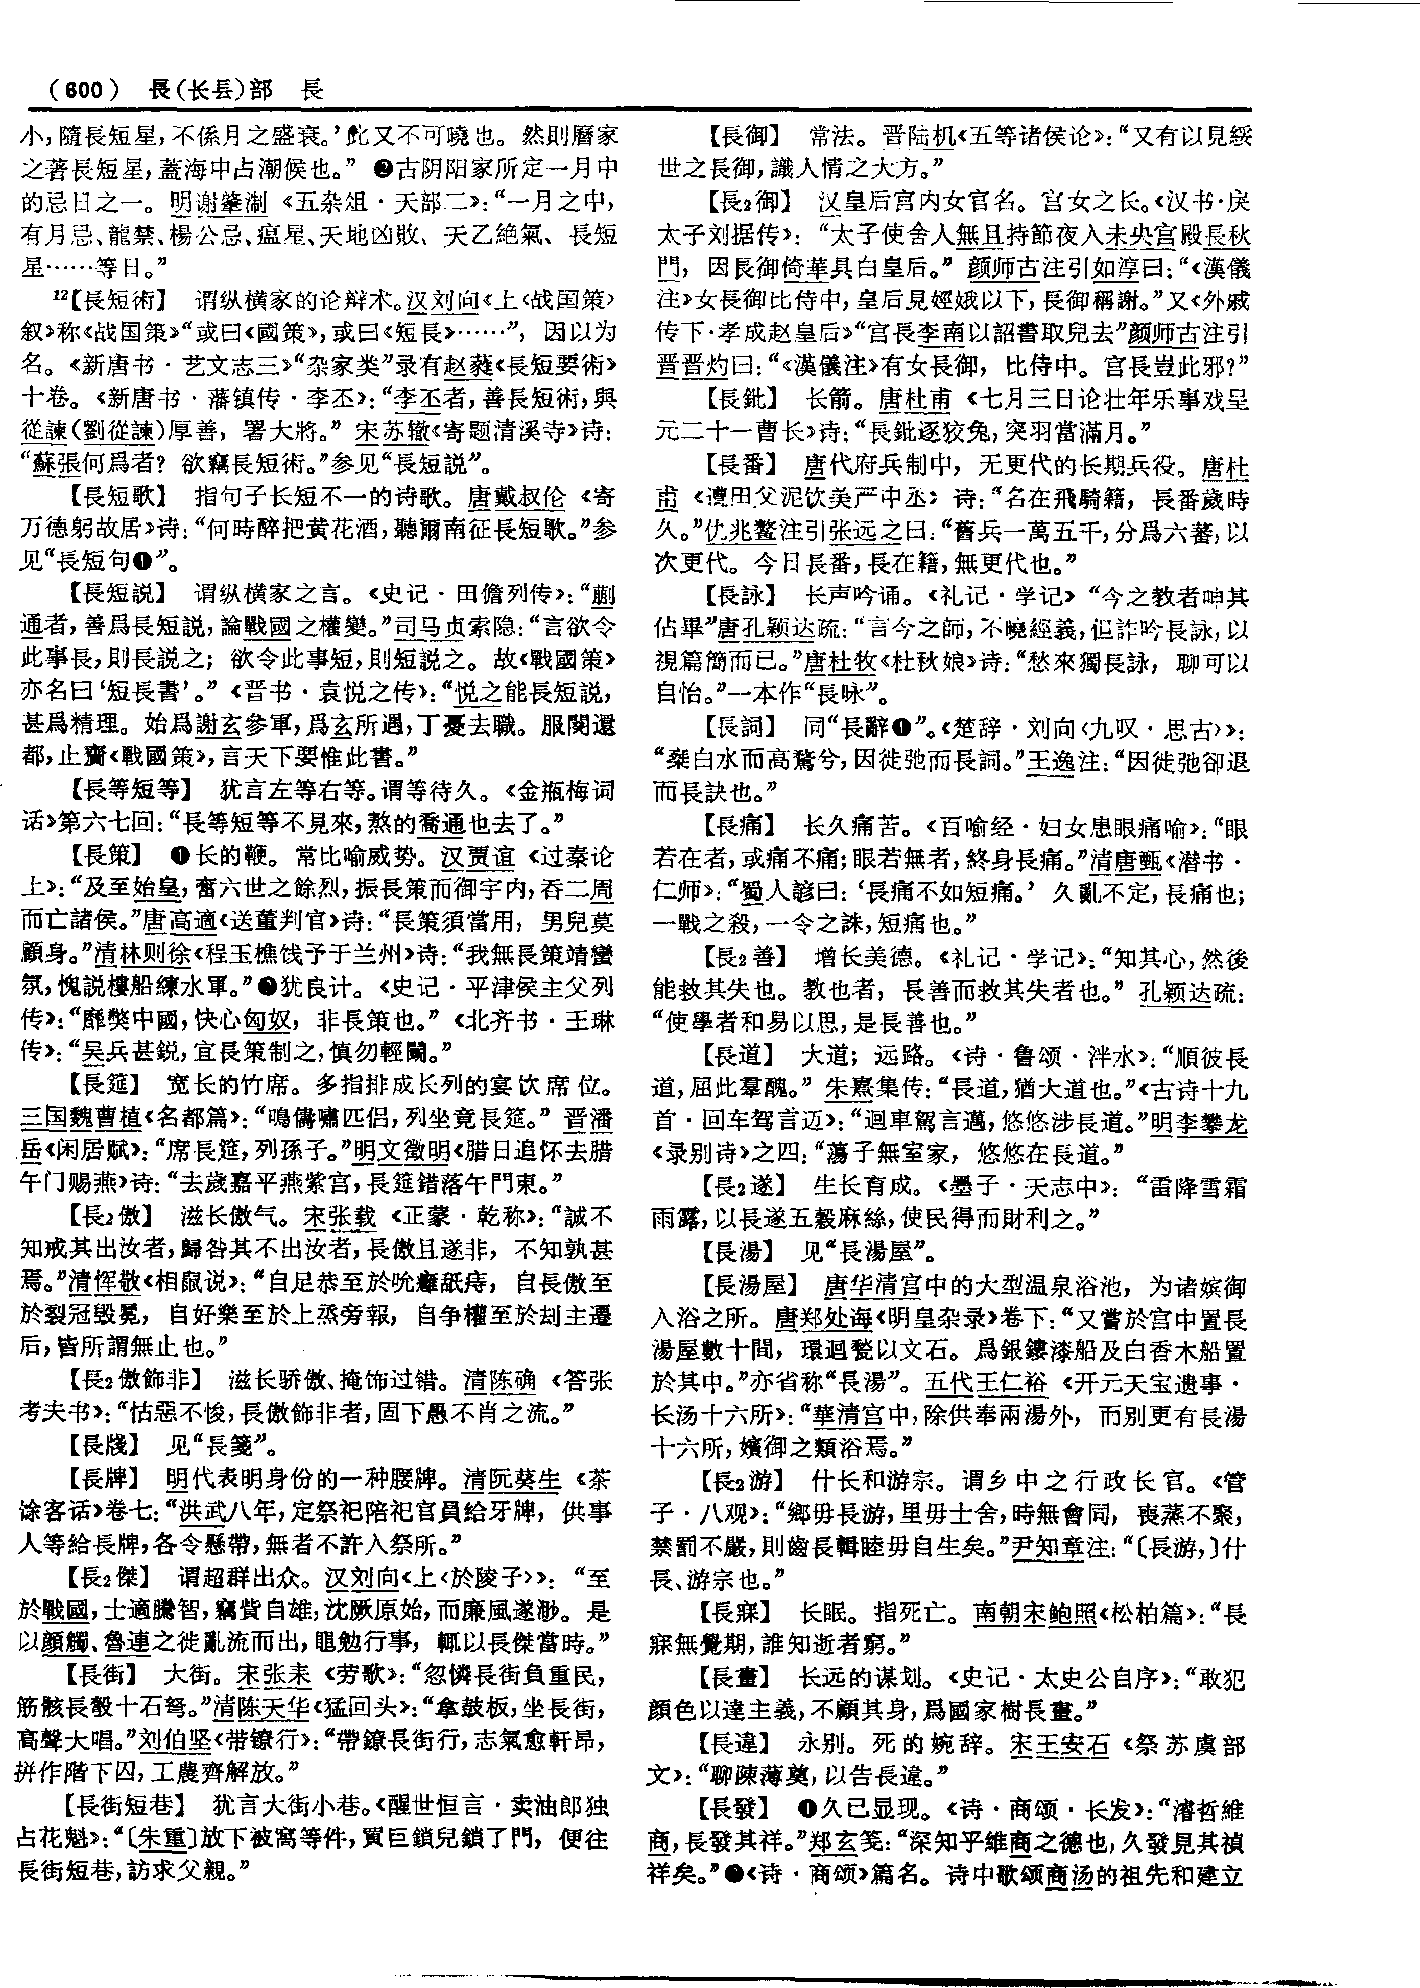 （600） 長（长镸）部 長
小，隨長短星，不係月之盛衰。’此又不可曉也。然則曆家
之著長短星，蓋海中占潮候也。” ❷古阴阳家所定一月中
的忌日之一。明谢肇淛《五杂俎·天部二》：“一月之中，
有月忌、龍禁、楊公忌、瘟星、天地凶敗、天乙絶氣、長短
星……等日。”
12【長短術】 谓纵横家的论辩术。汉刘向《上〈战国策〉
叙》称《战国策》“或曰《國策》，或曰《短長》……”，因以为
名。《新唐书·艺文志三》“杂家类”录有赵蕤《長短要術》
十卷。《新唐书·藩镇传·李丕》：“李丕者，善長短術，與
從諫（劉從諫）厚善，署大將。” 宋苏辙《寄题清溪寺》诗：
“蘇張何爲者？欲竊長短術。”参见“長短説”。
【長短歌】 指句子长短不一的诗歌。唐戴叔伦《寄
万德躬故居》诗：“何時醉把黄花酒，聽爾南征長短歌。”参
见“長短句❶”。
【長短説】 谓纵横家之言。《史记·田儋列传》：“蒯
通者，善爲長短説，論戰國之權變。”司马贞索隐：“言欲令
此事長，則長説之；欲令此事短，則短説之。故《戰國策》
亦名曰‘短長書’。”《晋书·袁悦之传》：“悦之能長短説，
甚爲精理。始爲謝玄參軍，爲玄所遇，丁憂去職。服闋還
都，止齎《戰國策》，言天下要惟此書。”
【長等短等】 犹言左等右等。谓等待久。《金瓶梅词
话》第六七回：“長等短等不見來，熬的喬通也去了。”
【長策】 ❶长的鞭。常比喻威势。汉贾谊《过秦论
上》：“及至始皇，奮六世之餘烈，振長策而御宇内，吞二周
而亡諸侯。”唐高適《送董判官》诗：“長策須當用，男兒莫
顧身。”清林则徐《程玉樵饯予于兰州》诗：“我無長策靖蠻
氛，愧説樓船練水軍。”❷犹良计。《史记·平津侯主父列
传》：“靡獘中國，快心匈奴，非長策也。”《北齐书·王琳
传》：“吴兵甚鋭，宜長策制之，慎勿輕鬬。”
【長筵】 宽长的竹席。多指排成长列的宴饮席位。
三国魏曹植《名都篇》：“鳴儔嘯匹侣，列坐竟長筵。” 晋潘
岳《闲居赋》：“席長筵，列孫子。”明文徵明《腊日追怀去腊
午门赐燕》诗：“去歲嘉平燕紫宫，長筵錯落午門東。”
【長2傲】 滋长傲气。宋张载《正蒙·乾称》：“誠不
知戒其出汝者，歸咎其不出汝者，長傲且遂非，不知孰甚
焉。”清恽敬《相鼠说》：“自足恭至於吮癰舐痔，自長傲至
於裂冠毁冕，自好樂至於上烝旁報，自争權至於刦主遷
后，皆所謂無止也。”
【長2傲飾非】 滋长骄傲、掩饰过错。清陈确《答张
考夫书》：“怙惡不悛，長傲飾非者，固下愚不肖之流。”
【長牋】 见“長箋”。
【長牌】 明代表明身份的一种腰牌。清阮葵生《茶
馀客话》卷七：“洪武八年，定祭祀陪祀官員給牙牌，供事
人等給長牌，各令懸帶，無者不許入祭所。”
【長2傑】 谓超群出众。汉刘向《上〈於陵子〉》：“至
於戰國，士適騰智，竊貲自雄；沈厥原始，而廉風遂渺。是
以顔觸、魯連之徙亂流而出，黽勉行事，輒以長傑當時。”
【長街】 大街。宋张耒《劳歌》：“忽憐長街負重民，
筋骸長彀十石弩。”清陈天华《猛回头》：“拿鼓板，坐長街，
高聲大唱。”刘伯坚《带镣行》：“帶鐐長街行，志氣愈軒昂，
拚作階下囚，工農齊解放。”
【長街短巷】 犹言大街小巷。《醒世恒言·卖油郎独
占花魁》：“〔朱重〕放下被窩等件，買巨鎖兒鎖了門，便往
長街短巷，訪求父親。”
【長御】 常法。晋陆机《五等诸侯论》：“又有以見綏
世之長御，識人情之大方。”
【長2御】 汉皇后宫内女官名。宫女之长。《汉书·戾
太子刘据传》：“太子使舍人無且持節夜入未央宫殿長秋
門，因長御倚華具白皇后。” 颜师古注引如淳曰：“《漢儀
注》女長御比侍中，皇后見婬娥以下，長御稱謝。”又《外戚
传下·孝成赵皇后》“宫長李南以詔書取兒去”颜师古注引
晋晋灼曰：“《漢儀注》有女長御，比侍中。宫長豈此邪？”
【長鈚】 长箭。唐杜甫《七月三日论壮年乐事戏呈
元二十一曹长》诗：“長鈚逐狡兔，突羽當滿月。”
【長番】 唐代府兵制中，无更代的长期兵役。唐杜
甫《遭田父泥饮美严中丞》诗：“名在飛騎籍，長番歲時
久。”仇兆鳌注引张远之曰：“舊兵一萬五千，分爲六蕃，以
次更代。今日長番，長在籍，無更代也。”
【長詠】 长声吟诵。《礼记·学记》“今之教者呻其
佔畢”唐孔颖达疏：“言今之師，不曉經義，但詐吟長詠，以
視篇簡而已。”唐杜牧《杜秋娘》诗：“愁來獨長詠，聊可以
自怡。”一本作“長咏”。
【長詞】 同“長辭❶”。《楚辞·刘向〈九叹·思古〉》：
“棄白水而高騖兮，因徙弛而長詞。”王逸注：“因徙弛卻退
而長訣也。”
【長痛】 长久痛苦。《百喻经·妇女患眼痛喻》：“眼
若在者，或痛不痛；眼若無者，終身長痛。”清唐甄《潜书·
仁师》：“蜀人諺曰：‘長痛不如短痛。’ 久亂不定，長痛也；
一戰之殺，一令之誅，短痛也。”
【長2善】 增长美德。《礼记·学记》：“知其心，然後
能救其失也。教也者，長善而救其失者也。” 孔颖达疏：
“使學者和易以思，是長善也。”
【長道】 大道；远路。《诗·鲁颂·泮水》：“順彼長
道，屈此羣醜。” 朱熹集传：“長道，猶大道也。”《古诗十九
首·回车驾言迈》：“迴車駕言邁，悠悠涉長道。”明李攀龙
《录别诗》之四：“蕩子無室家，悠悠在長道。”
【長2遂】 生长育成。《墨子·天志中》：“雷降雪霜
雨露，以長遂五穀麻絲，使民得而財利之。”
【長湯】 见“長湯屋”。
【長湯屋】 唐华清宫中的大型温泉浴池，为诸嫔御
入浴之所。唐郑处海《明皇杂录》卷下：“又嘗於宫中置長
湯屋數十間，環迴甃以文石。爲銀鏤漆船及白香木船置
於其中。”亦省称“長湯”。五代王仁裕《开元天宝遗事·
长汤十六所》：“華清宫中，除供奉兩湯外，而别更有長湯
十六所，嬪御之類浴焉。”
【長2游】 什长和游宗。谓乡中之行政长官。《管
子·八观》：“鄉毋長游，里毋士舍，時無會同，喪蒸不聚，
禁罰不嚴，則齒長輯睦毋自生矣。”尹知章注：“〔長游，〕什
長、游宗也。”
【長寐】 长眠。指死亡。南朝宋鲍照《松柏篇》：“長
寐無覺期，誰知逝者窮。”
【長畫】 长远的谋划。《史记·太史公自序》：“敢犯
顔色以達主義，不顧其身，爲國家樹長畫。”
【長違】 永别。死的婉辞。宋王安石《祭苏虞部
文》：“聊陳薄奠，以告長違。”
【長發】 ❶久已显现。《诗·商颂·长发》：“濬哲維
商，長發其祥。”郑玄笺：“深知乎維商之德也，久發見其禎
祥矣。”❷《诗·商颂》篇名。诗中歌颂商汤的祖先和建立